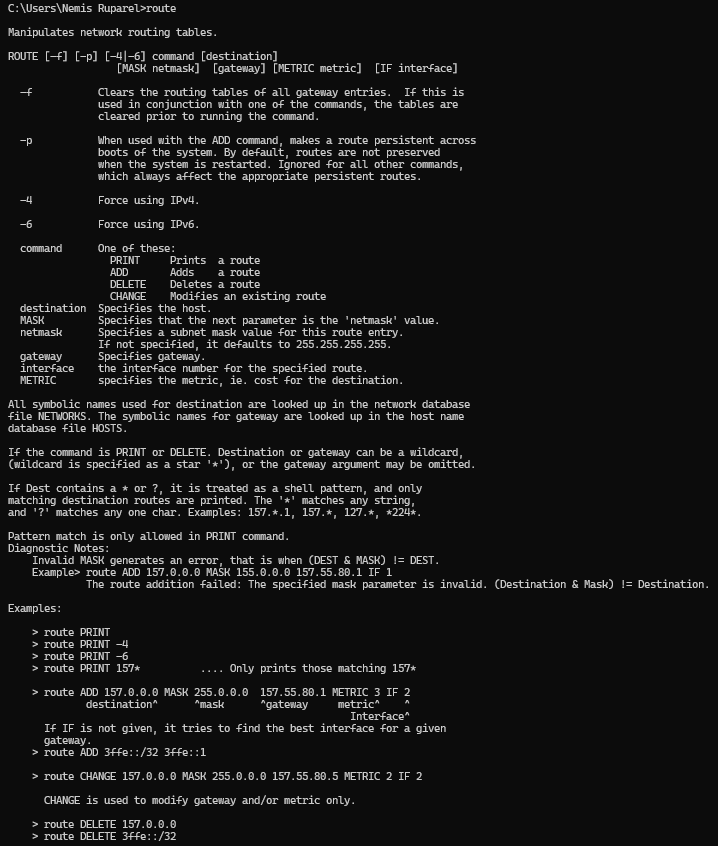 C:\Users\Nemis Ruparel>route
Manipulates network routing tables.
ROUTE [-f] [-p] [-4|-6] command [destination]
                  [MASK netmask]  [gateway] [METRIC metric]  [IF interface]
  -f           Clears the routing tables of all gateway entries.  If this is
               used in conjunction with one of the commands, the tables are
               cleared prior to running the command.
  -p           When used with the ADD command, makes a route persistent across
               boots of the system. By default, routes are not preserved
               when the system is restarted. Ignored for all other commands,
               which always affect the appropriate persistent routes.
  -4           Force using IPv4.
  -6           Force using IPv6.
  command      One of these:
                 PRINT     Prints  a route
                 ADD       Adds    a route
                 DELETE    Deletes a route
                 CHANGE    Modifies an existing route
  destination  Specifies the host.
  MASK         Specifies that the next parameter is the 'netmask' value.
  netmask      Specifies a subnet mask value for this route entry.
               If not specified, it defaults to 255.255.255.255.
  gateway      Specifies gateway.
  interface    the interface number for the specified route.
  METRIC       specifies the metric, ie. cost for the destination.
All symbolic names used for destination are looked up in the network database
file NETWORKS. The symbolic names for gateway are looked up in the host name
database file HOSTS.
If the command is PRINT or DELETE. Destination or gateway can be a wildcard,
(wildcard is specified as a star '*'), or the gateway argument may be omitted.
If Dest contains a * or ?, it is treated as a shell pattern, and only
matching destination routes are printed. The '*' matches any string,
and '?' matches any one char. Examples: 157.*.1, 157.*, 127.*, *224*.
Pattern match is only allowed in PRINT command.
Diagnostic Notes:
    Invalid MASK generates an error, that is when (DEST & MASK) != DEST.
    Example> route ADD 157.0.0.0 MASK 155.0.0.0 157.55.80.1 IF 1
             The route addition failed: The specified mask parameter is invalid. (Destination & Mask) != Destination.
Examples:
    > route PRINT
    > route PRINT -4
    > route PRINT -6
    > route PRINT 157*          .... Only prints those matching 157*
    > route ADD 157.0.0.0 MASK 255.0.0.0  157.55.80.1 METRIC 3 IF 2
             destination^      ^mask      ^gateway     metric^    ^
                                                         Interface^
      If IF is not given, it tries to find the best interface for a given
      gateway.
    > route ADD 3ffe::/32 3ffe::1
    > route CHANGE 157.0.0.0 MASK 255.0.0.0 157.55.80.5 METRIC 2 IF 2
      CHANGE is used to modify gateway and/or metric only.
    > route DELETE 157.0.0.0
    > route DELETE 3ffe::/32